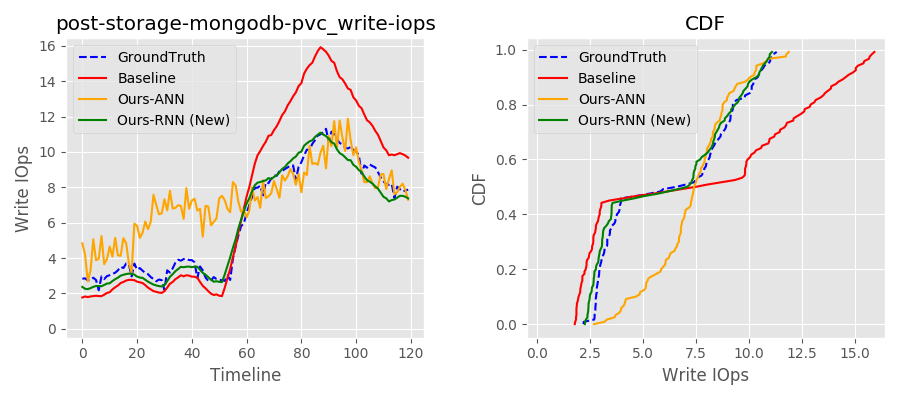 post-storage-mongodb-pvc_write-iops
GroundTruth
Baseline
Ours-ANN
Ours-RNN (New)
16
14
12
10
8
6
4
2
0
0 20 40 60 80 100 120
Write IOps
Timeline
CDF
GroundTruth
Baseline
Ours-ANN
Ours-RNN (New)
1.0
0.8
0.6
0.4
0.2
0.0
0.0 2.5 5.0 7.5 10.0 12.5 15.0
CDF
Write IOps